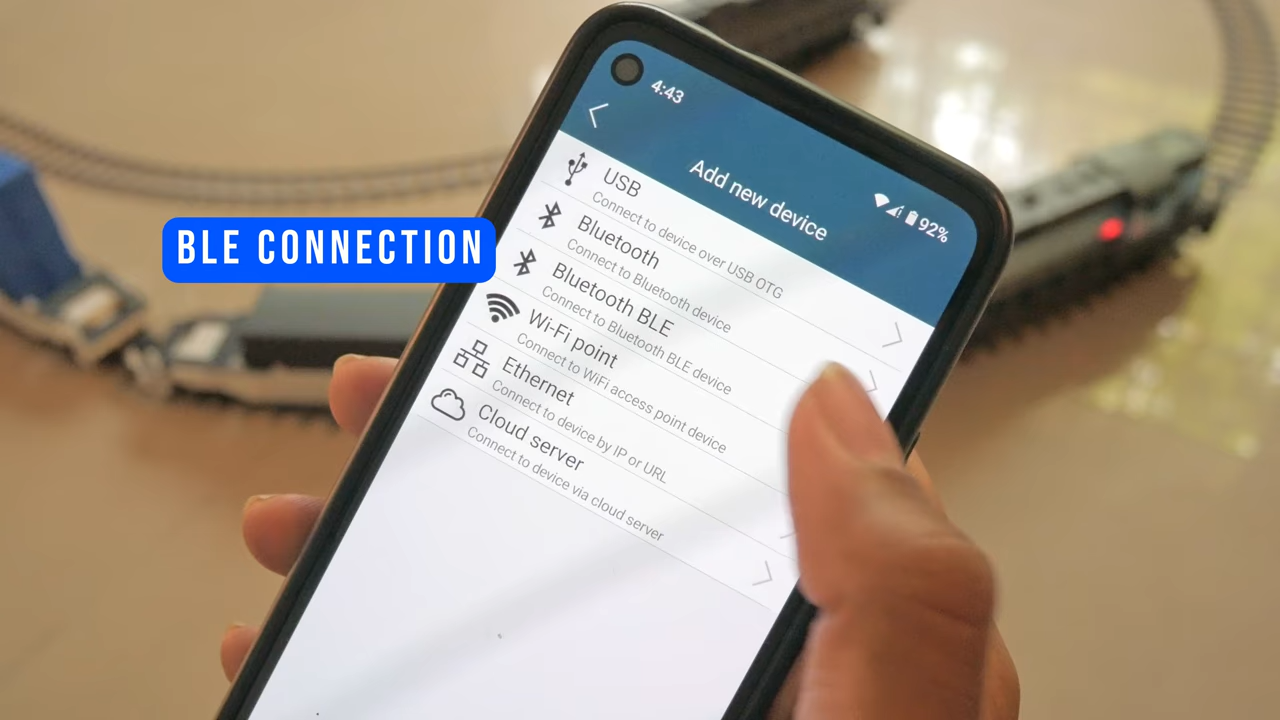 4:43
92%
Add new device
USB
Connect to device over USB OTG
Bluetooth
Connect to Bluetooth device
BLE CONNECTION
Bluetooth BLE
Connect to Bluetooth BLE device
Wi-Fi point
Connect to WiFi access point device
Ethernet
Connect to device by IP or URL
Cloud server
Connect to device via cloud server